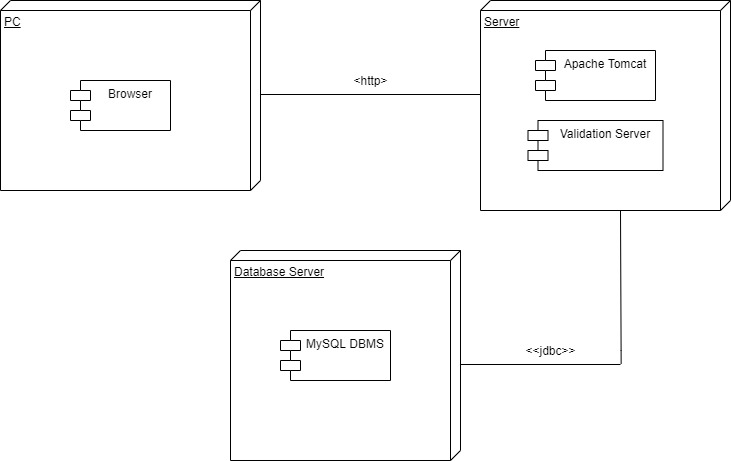 PC
Browser
<http>
Server
Apache Tomcat
Validation Server
Database Server
MySQL DBMS
<<jdbc>>